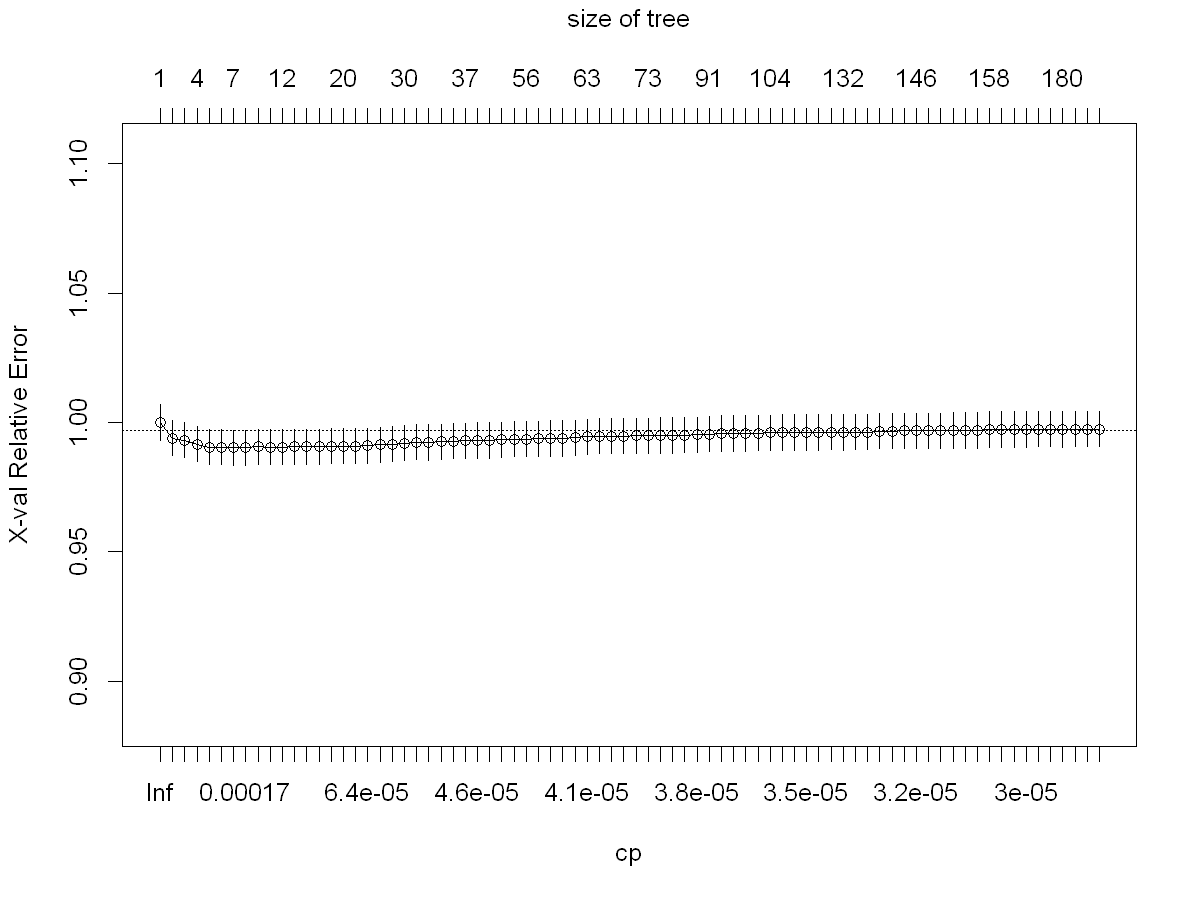 size of tree
1 4 7 12 20 30 37 56 63 73 91 104 132 146 158 180
1.10
1.05
1.00
0.95
0.90
X-val Relative Error
Inf 0.00017 6.4e-05 4.6e-05 4.1e-05 3.8e-05 3.5e-05 3.2e-05 3e-05
cp